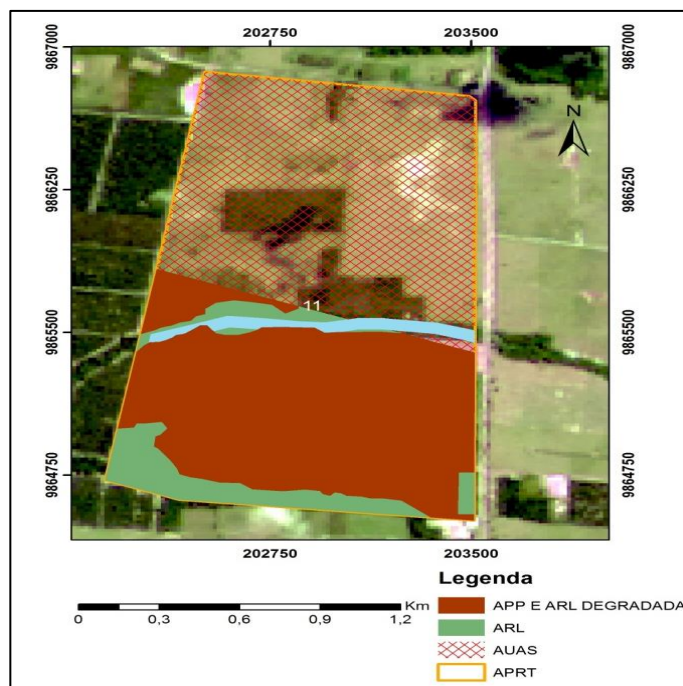 202750 203500
9867000 9867000
N
9866250 9866250
11
9865500 9865500
9864750 9864750
202750 203500
Legenda
Km
0 0,3 0,6 0,9 1,2
APP E ARL DEGRADADA
ARL
AUAS
APRT